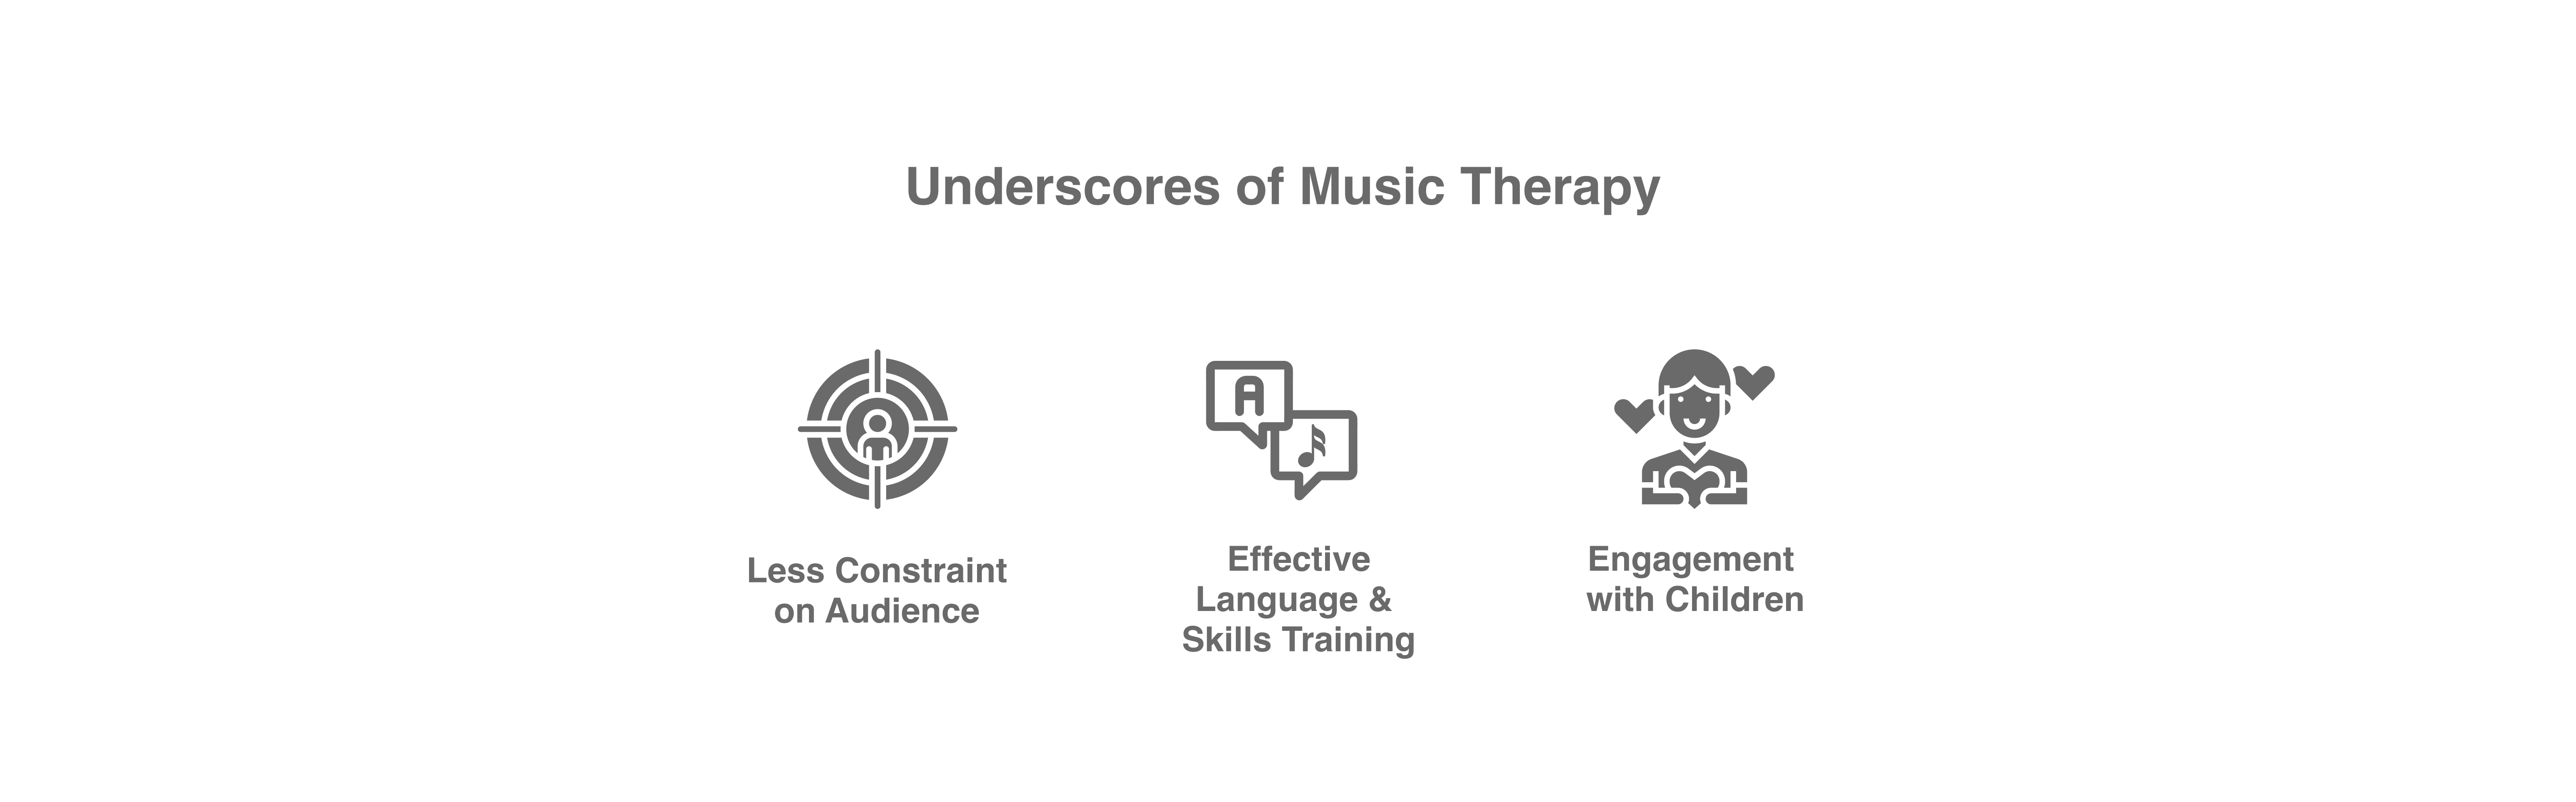 Underscores of Music Therapy
A
Less Constraint
on Audience
Effective
Language &
Skills Training
Engagement
with Children